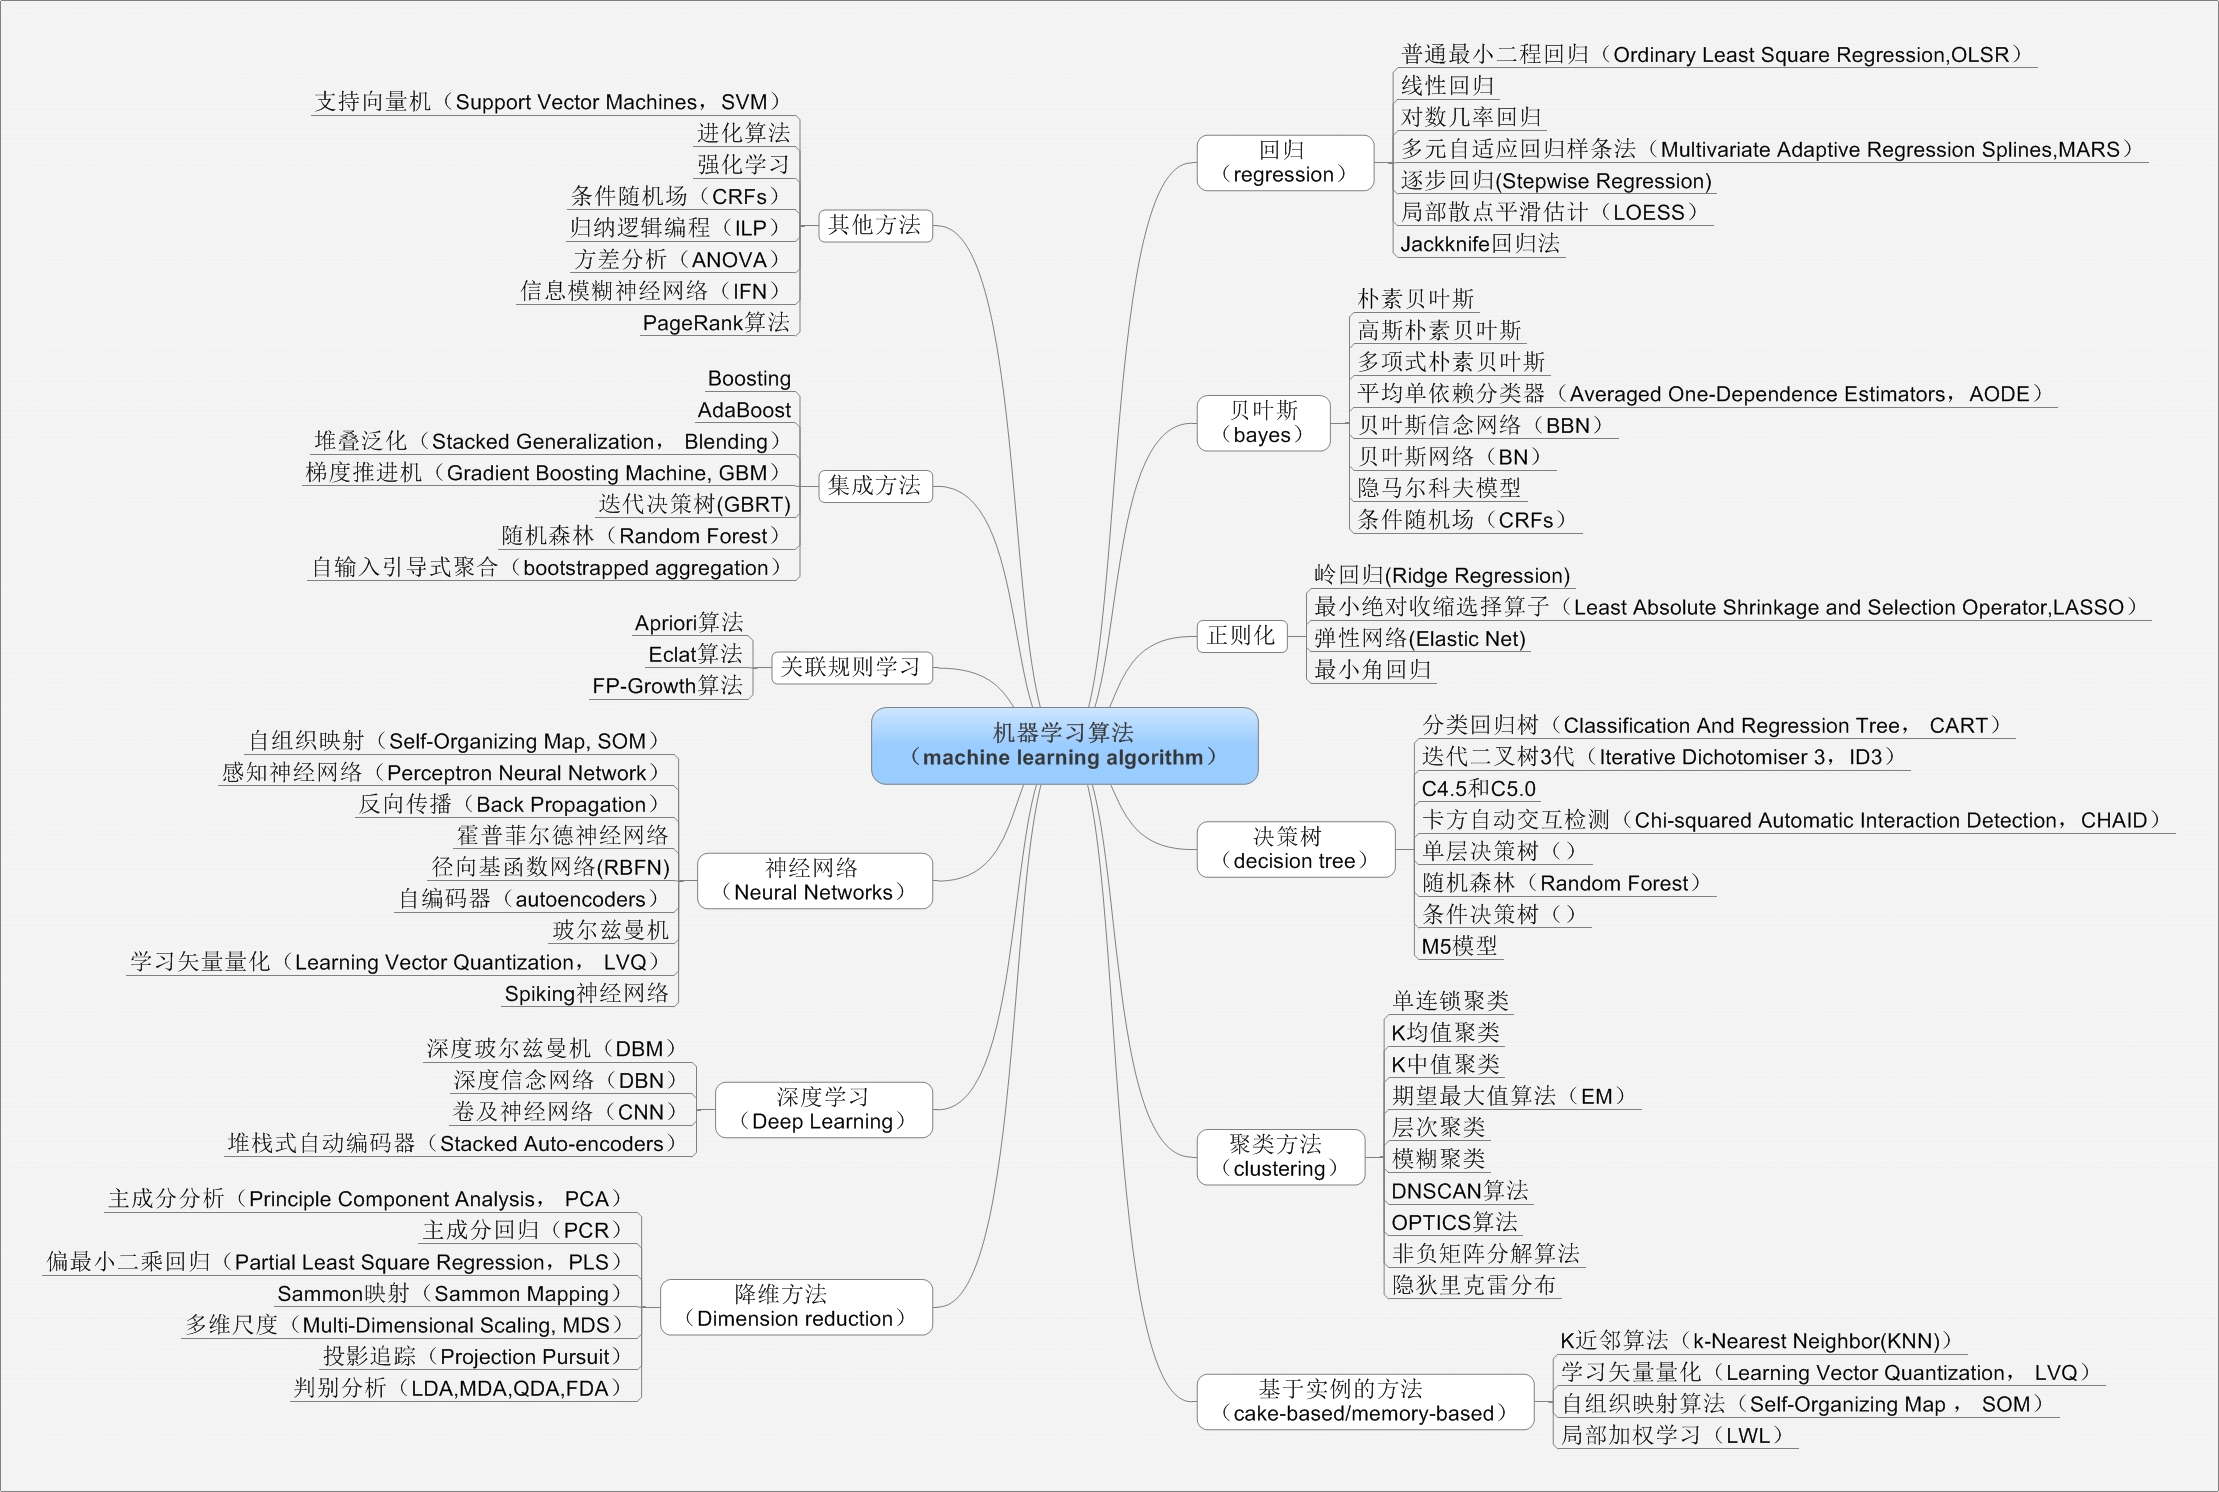 机器学习算法
（machine learning algorithm）
回归
（regression）
普通最小二程回归（Ordinary Least Square Regression,OLSR）
线性回归
对数几率回归
多元自适应回归样条法（Multivariate Adaptive Regression Splines,MARS）
逐步回归(Stepwise Regression)
局部散点平滑估计（LOESS）
Jackknife回归法
贝叶斯
（bayes）
朴素贝叶斯
高斯朴素贝叶斯
多项式朴素贝叶斯
平均单依赖分类器（Averaged One-Dependence Estimators，AODE）
贝叶斯信念网络（BBN）
贝叶斯网络（BN）
隐马尔科夫模型
条件随机场（CRFs）
正则化
岭回归(Ridge Regression)
最小绝对收缩选择算子（Least Absolute Shrinkage and Selection Operator,LASSO）
弹性网络(Elastic Net)
最小角回归
决策树
（decision tree）
分类回归树（Classification And Regression Tree， CART）
迭代二叉树3代（Iterative Dichotomiser 3，ID3）
C4.5和C5.0
卡方自动交互检测（Chi-squared Automatic Interaction Detection，CHAID）
单层决策树（）
随机森林（Random Forest）
条件决策树（）
M5模型
聚类方法
（clustering）
单连锁聚类
K均值聚类
K中值聚类
期望最大值算法（EM）
层次聚类
模糊聚类
DNSCAN算法
OPTICS算法
非负矩阵分解算法
隐狄里克雷分布
基于实例的方法
（cake-based/memory-based）
K近邻算法（k-Nearest Neighbor(KNN)）
学习矢量量化（Learning Vector Quantization， LVQ）
自组织映射算法（Self-Organizing Map ， SOM）
局部加权学习（LWL）
其他方法
支持向量机（Support Vector Machines，SVM）
进化算法
强化学习
条件随机场（CRFs）
归纳逻辑编程（ILP）
方差分析（ANOVA）
信息模糊神经网络（IFN）
PageRank算法
集成方法
Boosting
AdaBoost
堆叠泛化（Stacked Generalization， Blending）
梯度推进机（Gradient Boosting Machine, GBM）
迭代决策树(GBRT)
随机森林（Random Forest）
自输入引导式聚合（bootstrapped aggregation）
关联规则学习
Apriori算法
Eclat算法
FP-Growth算法
神经网络
（Neural Networks）
自组织映射（Self-Organizing Map, SOM）
感知神经网络（Perceptron Neural Network）
反向传播（Back Propagation）
霍普菲尔德神经网络
径向基函数网络(RBFN)
自编码器（autoencoders）
玻尔兹曼机
学习矢量量化（Learning Vector Quantization， LVQ）
Spiking神经网络
深度学习
（Deep Learning）
深度玻尔兹曼机（DBM）
深度信念网络（DBN）
卷及神经网络（CNN）
堆栈式自动编码器（Stacked Auto-encoders）
降维方法
（Dimension reduction）
主成分分析（Principle Component Analysis， PCA）
主成分回归（PCR）
偏最小二乘回归（Partial Least Square Regression，PLS）
Sammon映射（Sammon Mapping）
多维尺度（Multi-Dimensional Scaling, MDS）
投影追踪（Projection Pursuit）
判别分析（LDA,MDA,QDA,FDA）